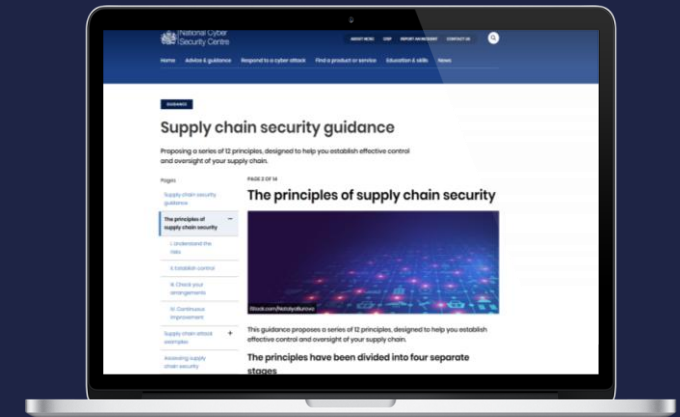 National Cyber
Security Centre
ABOUT NCSC CISP REPORT AN INCIDENT CONTACT US
Home Advice & guidance Respond to a cyber attack Find a product or service Education & skills News
GUIDANCE
Supply chain security guidance
Proposing a series of 12 principles, designed to help you establish effective control
and oversight of your supply chain.
Pages
Supply chain security
guidance
The principles of
supply chain security
I. Understand the
risks
II. Establish control
III. Check your
arrangements
IV. Continuous
improvement
Supply chain attack
examples
Assessing supply
chain security
PAGE 2 OF 14
The principles of supply chain security
This guidance proposes a series of 12 principles, designed to help you establish
effective control and oversight of your supply chain.
The principles have been divided into four separate
stages